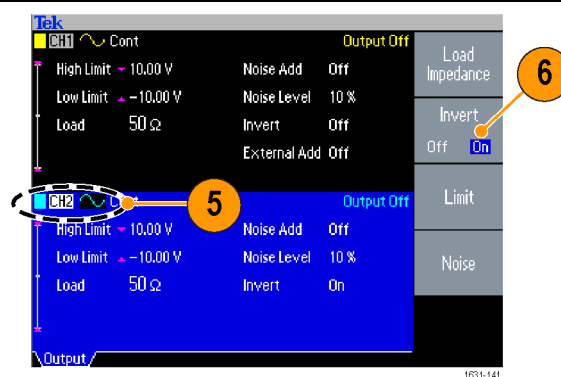 Tek
CH1 Cont Output Off
High Limit 10.00 V Noise Add Off
Low Limit -10.00 V Noise Level 10 %
Load 50 Ω Invert Off
External Add Off
CH2 Output Off
High Limit 10.00 V Noise Add Off
Low Limit -10.00 V Noise Level 10 %
Load 50 Ω Invert On
Output
Load
Impedance
Invert
Off On
Limit
Noise
5
6
1631-141